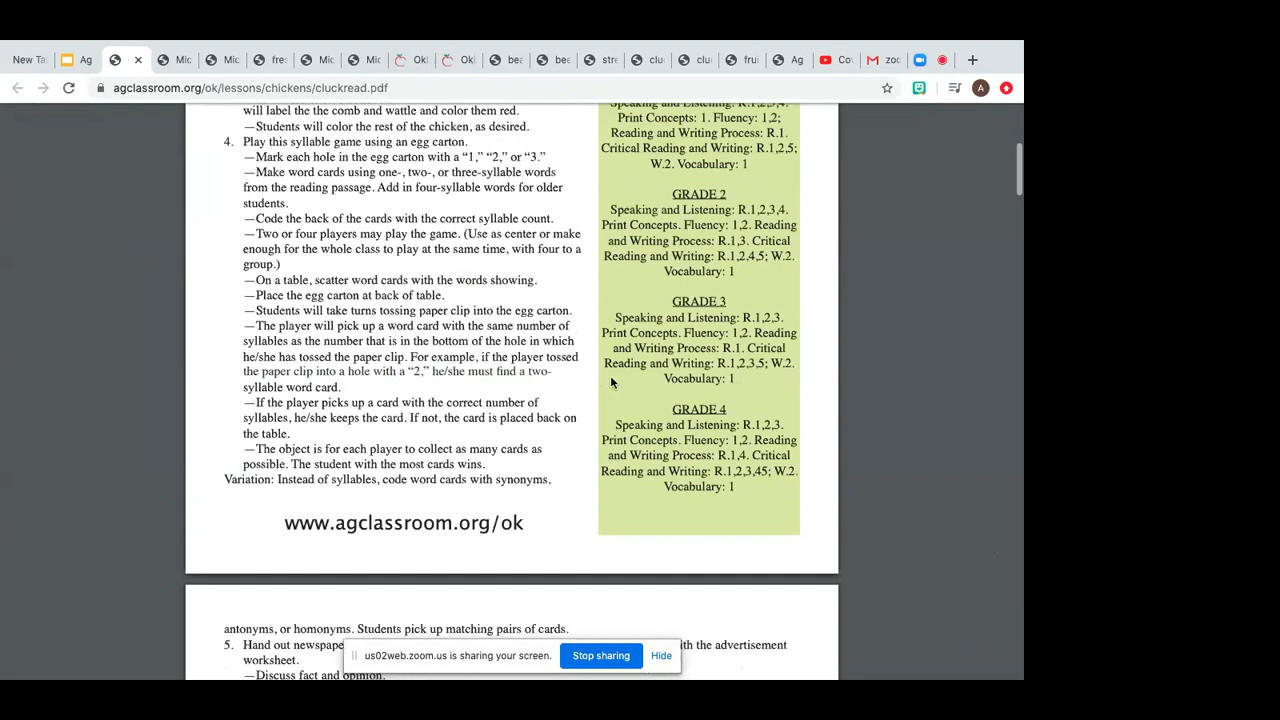 New Ta
Ag
Mic
Mic
fre
Mic
Mic
Ok
Ok
bea
bee
stre
clu
clu
frui
Ag
Co
zoc
A
agclassroom.org/ok/lessons/chickens/cluckread.pdf
will label the the comb and wattle and color them red.
—Students will color the rest of the chicken, as desired.
4. Play this syllable game using an egg carton.
—Mark each hole in the egg carton with a “1,” “2,” or “3.”
—Make word cards using one-, two-, or three-syllable words
from the reading passage. Add in four-syllable words for older
students.
—Code the back of the cards with the correct syllable count.
—Two or four players may play the game. (Use as center or make
enough for the whole class to play at the same time, with four to a
group.)
—On a table, scatter word cards with the words showing.
—Place the egg carton at back of table.
—Students will take turns tossing paper clip into the egg carton.
—The player will pick up a word card with the same number of
syllables as the number that is in the bottom of the hole in which
he/she has tossed the paper clip. For example, if the player tossed
the paper clip into a hole with a “2,” he/she must find a two-
syllable word card.
—If the player picks up a card with the correct number of
syllables, he/she keeps the card. If not, the card is placed back on
the table.
—The object is for each player to collect as many cards as
possible. The student with the most cards wins.
Variation: Instead of syllables, code word cards with synonyms,
www.agclassroom.org/ok
Speaking and Listening: R.1,2,3,4.
Print Concepts: 1. Fluency: 1,2;
Reading and Writing Process: R.1.
Critical Reading and Writing: R.1,2,5;
W.2. Vocabulary: 1
GRADE 2
Speaking and Listening: R.1,2,3,4.
Print Concepts. Fluency: 1,2. Reading
and Writing Process: R.1,3. Critical
Reading and Writing: R.1,2,4,5; W.2.
Vocabulary: 1
GRADE 3
Speaking and Listening: R.1,2,3.
Print Concepts. Fluency: 1,2. Reading
and Writing Process: R.1. Critical
Reading and Writing: R.1,2,3,5; W.2.
Vocabulary: 1
GRADE 4
Speaking and Listening: R.1,2,3.
Print Concepts. Fluency: 1,2. Reading
and Writing Process: R.1,4. Critical
Reading and Writing: R.1,2,3,45; W.2.
Vocabulary: 1
antonyms, or homonyms. Students pick up matching pairs of cards.
5. Hand out newspape th the advertisement
worksheet.
—Discuss fact and opinion.
us02web.zoom.us is sharing your screen.
Stop sharing
Hide